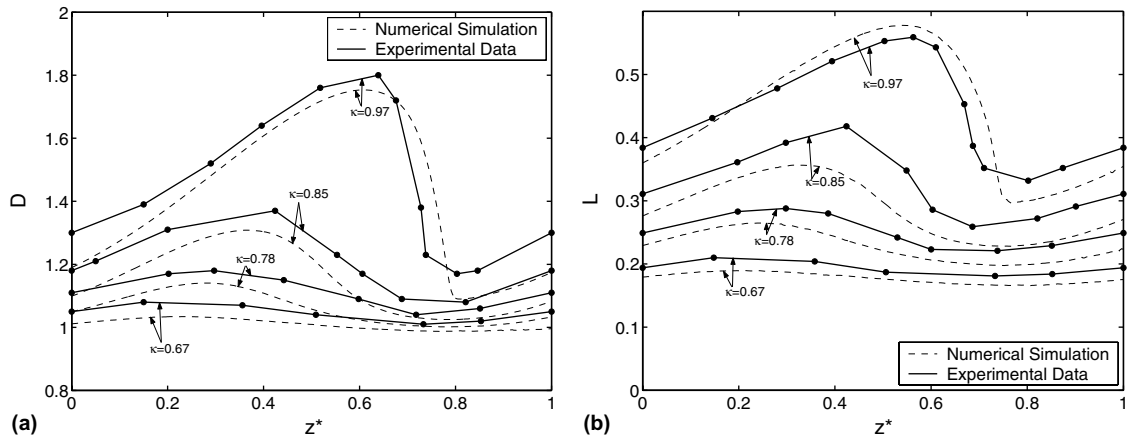 2
1.8
1.6
1.4
1.2
1
0.8
D
0
0.2
0.4
0.6
0.8
1
z*
(a)
Numerical Simulation
Experimental Data
κ=0.97
κ=0.85
κ=0.78
κ=0.67
0.5
0.4
0.3
0.2
0.1
0
L
0
0.2
0.4
0.6
0.8
1
z*
(b)
κ=0.97
κ=0.85
κ=0.78
κ=0.67
Numerical Simulation
Experimental Data